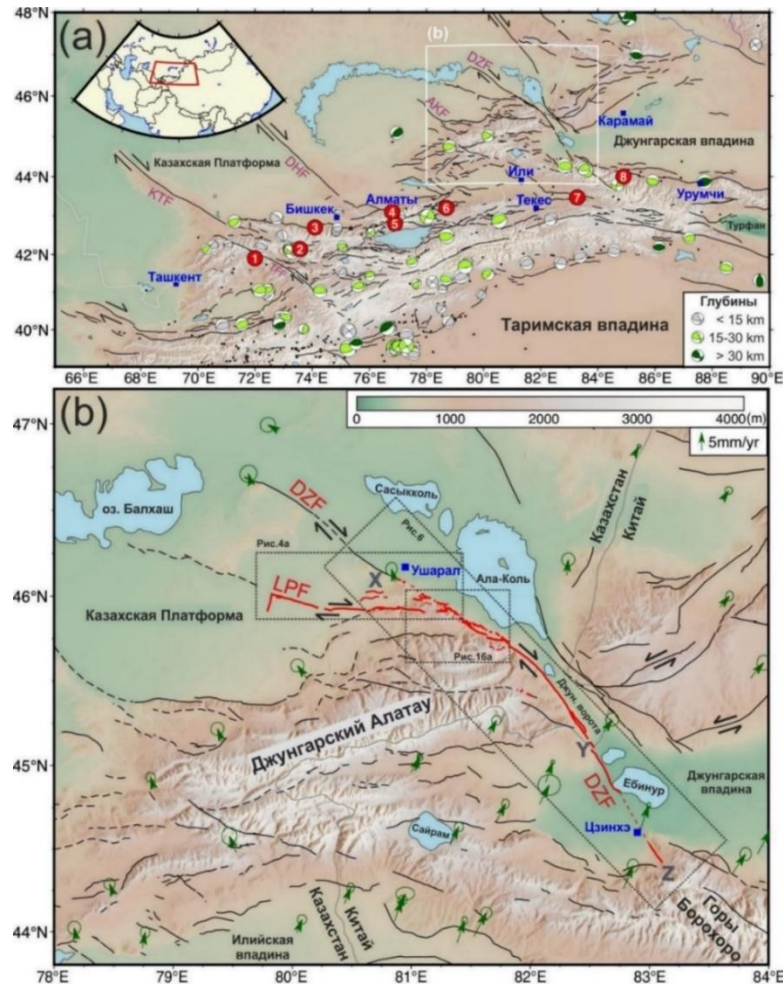 (a)
(b)
48°N
46°N
44°N
42°N
40°N
DZF
AKF
Карамай
Джунгарская впадина
Казахская Платформа
DHF
KTF
Или
8
Алматы
Бишкек
Текес
7
Урумчи
4
6
5
3
2
1
Турфан
Ташкент
Таримская впадина
Глубины
< 15 km
15-30 km
> 30 km
66°E 68°E 70°E 72°E 74°E 76°E 78°E 80°E 82°E 84°E 86°E 88°E 90°E
(b)
0 1000 2000 3000 4000(m)
5mm/yr
47°N
46°N
45°N
44°N
оз. Балхаш
DZF
Сасыкколь
Казахстан
Китай
Рис.6
Рис.4a
Ушарал
Ала-Коль
X
LPF
Казахская Платформа
Рис.16a
Джун. ворота
Джунгарский Алатау
Y
DZF
Ебинур
Джунгарская
впадина
Цзинхэ
Сайрам
Z
Горы
Борохоро
Казахстан
Китай
Илийская
впадина
78°E 79°E 80°E 81°E 82°E 83°E 84°E